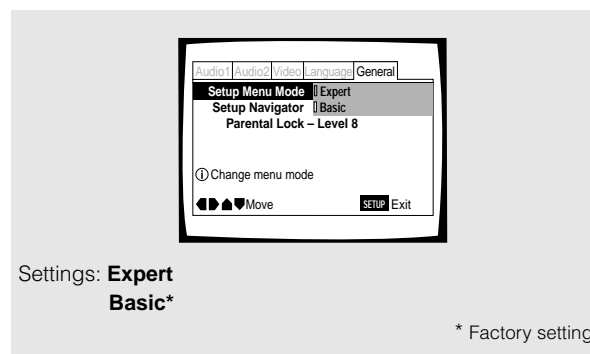 Audio1 Audio2 Video Language General
Setup Menu Mode Expert
Setup Navigator Basic
Parental Lock – Level 8
i Change menu mode
Move SETUP Exit
Settings: Expert
Basic*
* Factory setting